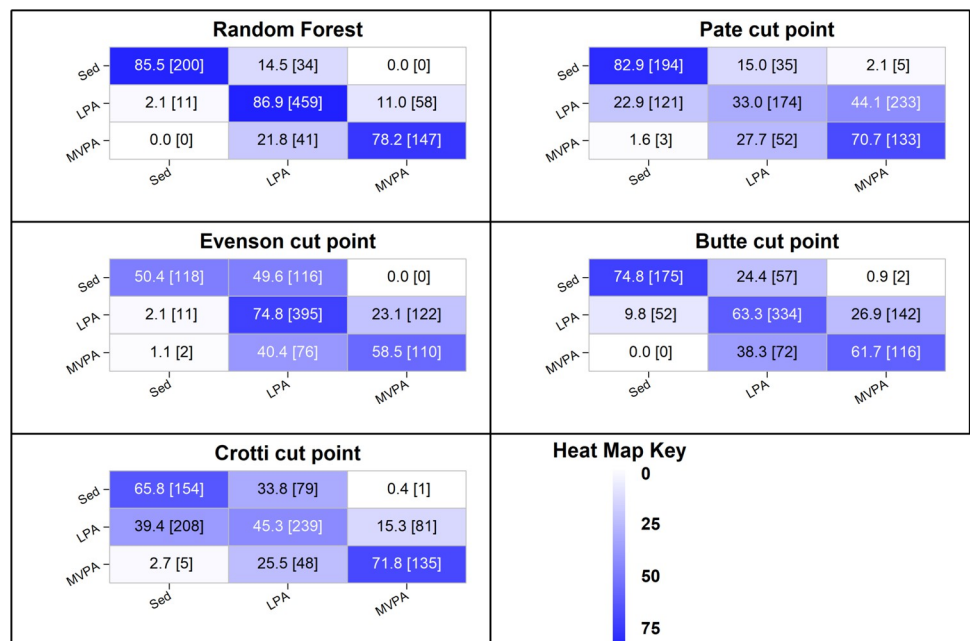 Random Forest
Sed 85.5 [200] 14.5 [34] 0.0 [0]
LPA 2.1 [11] 86.9 [459] 11.0 [58]
MVPA 0.0 [0] 21.8 [41] 78.2 [147]
Sed LPA MVPA
Pate cut point
Sed 82.9 [194] 15.0 [35] 2.1 [5]
LPA 22.9 [121] 33.0 [174] 44.1 [233]
MVPA 1.6 [3] 27.7 [52] 70.7 [133]
Sed LPA MVPA
Evenson cut point
Sed 50.4 [118] 49.6 [116] 0.0 [0]
LPA 2.1 [11] 74.8 [395] 23.1 [122]
MVPA 1.1 [2] 40.4 [76] 58.5 [110]
Sed LPA MVPA
Butte cut point
Sed 74.8 [175] 24.4 [57] 0.9 [2]
LPA 9.8 [52] 63.3 [334] 26.9 [142]
MVPA 0.0 [0] 38.3 [72] 61.7 [116]
Sed LPA MVPA
Crotti cut point
Sed 65.8 [154] 33.8 [79] 0.4 [1]
LPA 39.4 [208] 45.3 [239] 15.3 [81]
MVPA 2.7 [5] 25.5 [48] 71.8 [135]
Sed LPA MVPA
Heat Map Key
0
25
50
75